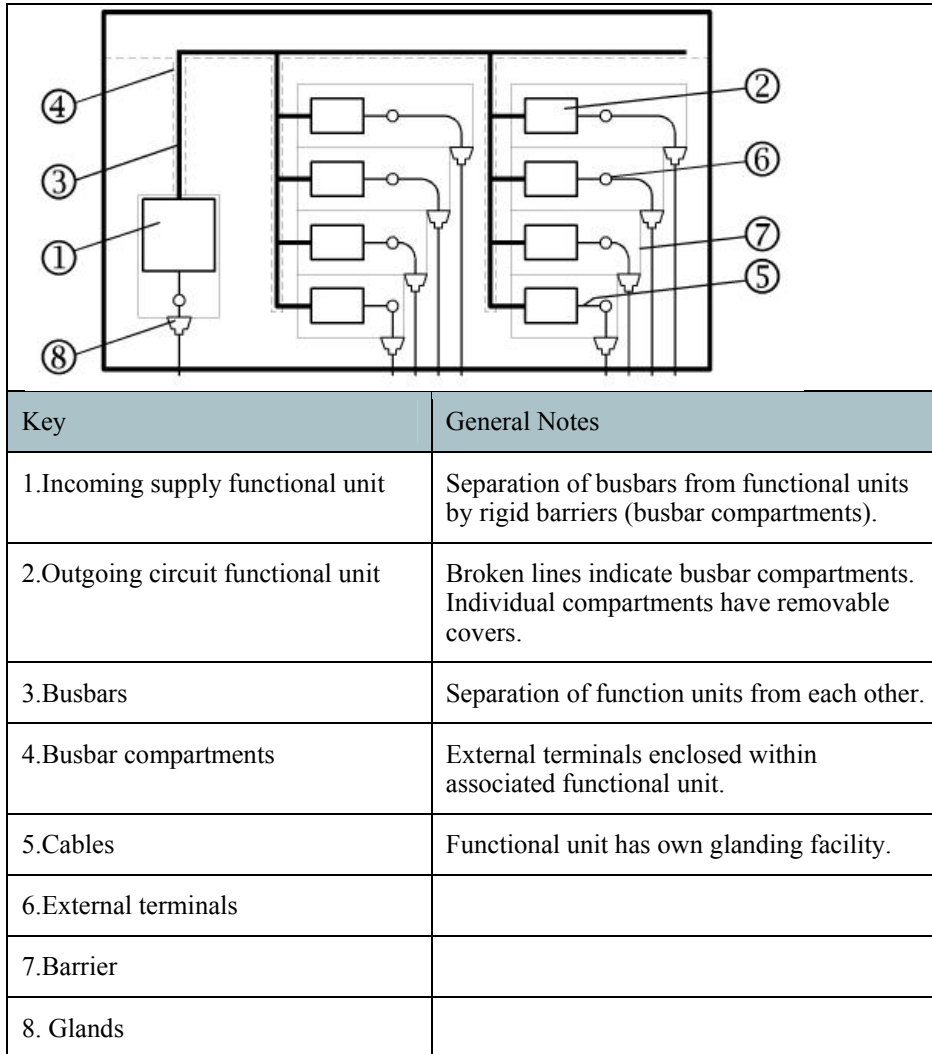 ④
②
③
⑥
①
⑦
⑤
⑧
Key
General Notes
1.Incoming supply functional unit
Separation of busbars from functional units
by rigid barriers (busbar compartments).
2.Outgoing circuit functional unit
Broken lines indicate busbar compartments.
Individual compartments have removable
covers.
3.Busbars
Separation of function units from each other.
4.Busbar compartments
External terminals enclosed within
associated functional unit.
5.Cables
Functional unit has own glanding facility.
6.External terminals
7.Barrier
8. Glands